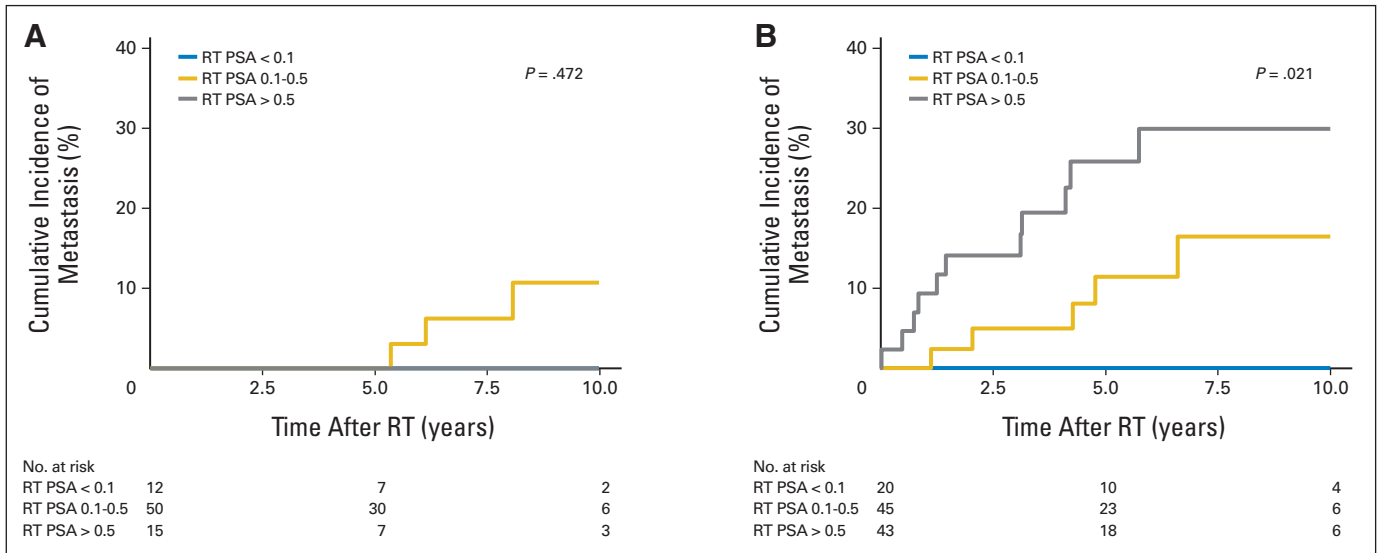 A
40
30
20
10
0
2.5 5.0 7.5 10.0
Cumulative Incidence of
Metastasis (%)
RT PSA < 0.1
RT PSA 0.1-0.5
RT PSA > 0.5
P = .472
Time After RT (years)
No. at risk
RT PSA < 0.1 12 7 2
RT PSA 0.1-0.5 50 30 6
RT PSA > 0.5 15 7 3
B
40
30
20
10
0
2.5 5.0 7.5 10.0
Cumulative Incidence of
Metastasis (%)
RT PSA < 0.1
RT PSA 0.1-0.5
RT PSA > 0.5
P = .021
Time After RT (years)
No. at risk
RT PSA < 0.1 20 10 4
RT PSA 0.1-0.5 45 23 6
RT PSA > 0.5 43 18 6